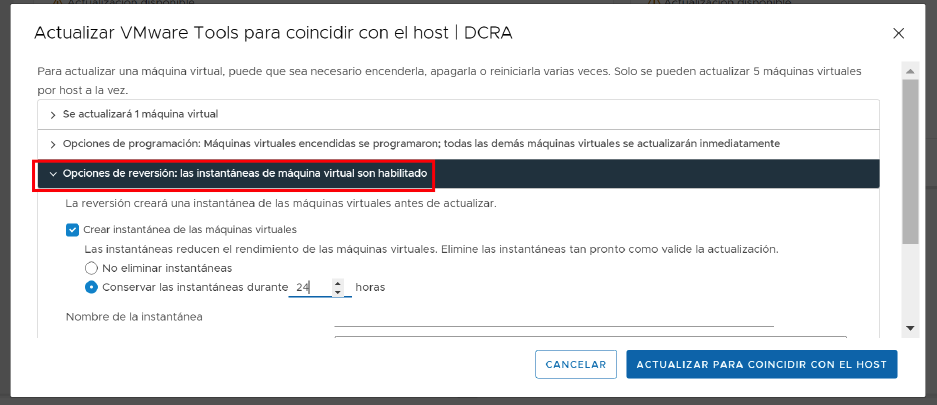 Actualización disponible
Actualización disponible
Actualizar VMware Tools para coincidir con el host | DCRA
Para actualizar una máquina virtual, puede que sea necesario encenderla, apagarla o reiniciarla varias veces. Solo se pueden actualizar 5 máquinas virtuales
por host a la vez.
Se actualizará 1 máquina virtual
Opciones de programación: Máquinas virtuales encendidas se programaron; todas las demás máquinas virtuales se actualizarán inmediatamente
Opciones de reversión: las instantáneas de máquina virtual son habilitado
La reversión creará una instantánea de las máquinas virtuales antes de actualizar.
Crear instantánea de las máquinas virtuales
Las instantáneas reducen el rendimiento de las máquinas virtuales. Elimine las instantáneas tan pronto como valide la actualización.
No eliminar instantáneas
Conservar las instantáneas durante 24 horas
Nombre de la instantánea
CANCELAR
ACTUALIZAR PARA COINCIDIR CON EL HOST